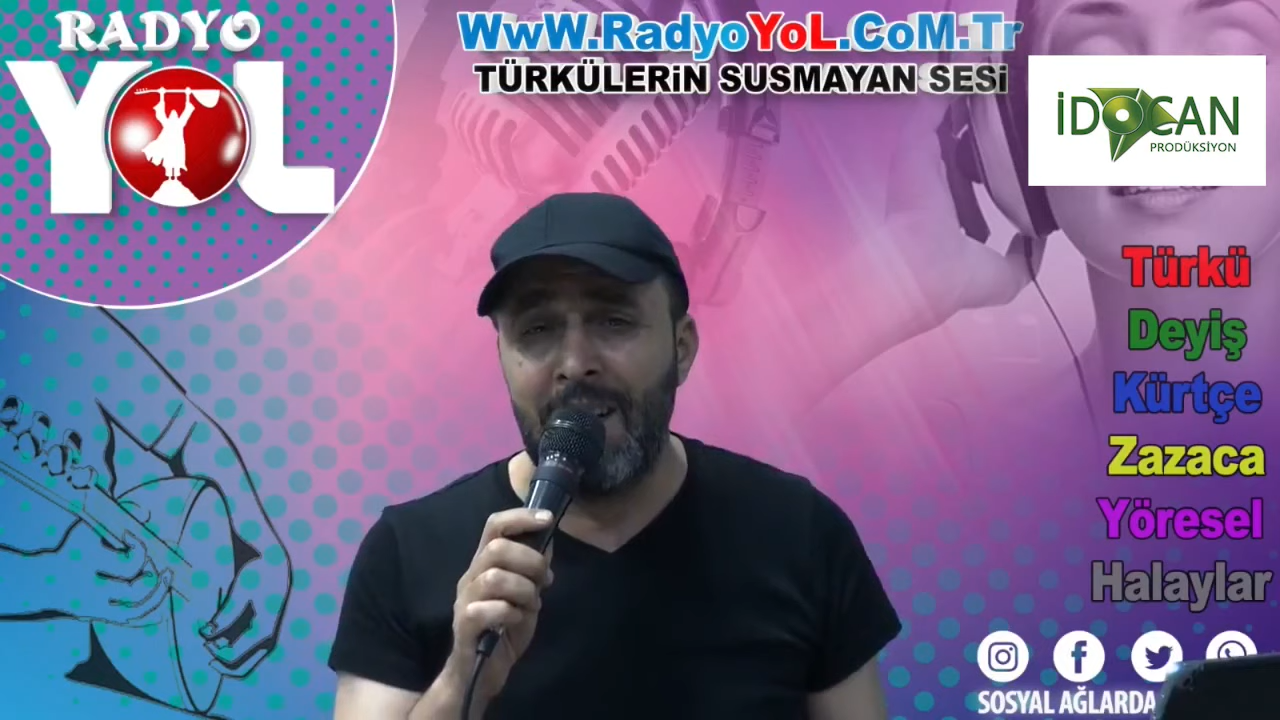 RADYO
YOL
WwW.RadyoYoL.CoM.Tr
TÜRKÜLERiN SUSMAYAN SESi
İDOCAN
PRODÜKSİYON
Türkü
Deyiş
Kürtçe
Zazaca
Yöresel
Halaylar
SOSYAL AĞLARDA